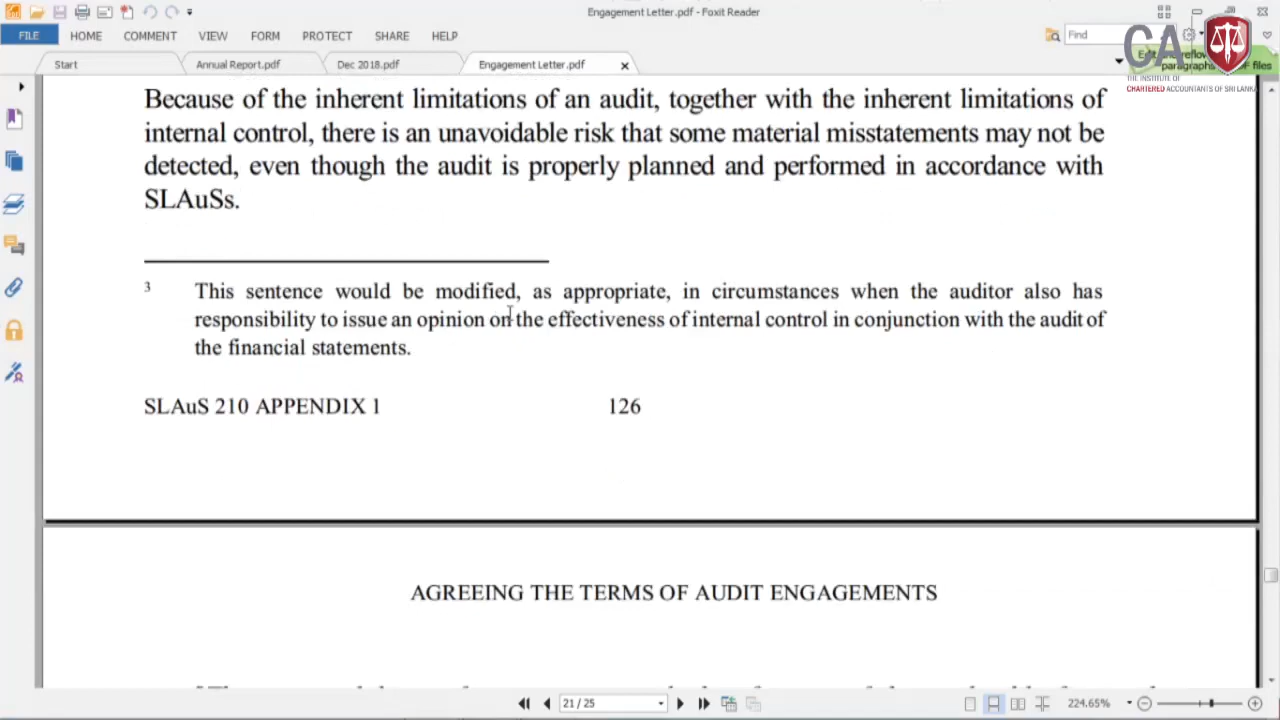 Engagement Letter.pdf - Foxit Reader
FILE HOME COMMENT VIEW FORM PROTECT SHARE HELP
Find
CA
THE INSTITUTE OF
CHARTERED ACCOUNTANTS OF SRI LANKA
paragraphs
files
Start Annual Report.pdf Dec 2018.pdf Engagement Letter.pdf
Because of the inherent limitations of an audit, together with the inherent limitations of
internal control, there is an unavoidable risk that some material misstatements may not be
detected, even though the audit is properly planned and performed in accordance with
SLAuSs.
3 This sentence would be modified, as appropriate, in circumstances when the auditor also has
responsibility to issue an opinion on the effectiveness of internal control in conjunction with the audit of
the financial statements.
SLAuS 210 APPENDIX 1 126
AGREEING THE TERMS OF AUDIT ENGAGEMENTS
21 / 25
224.65%